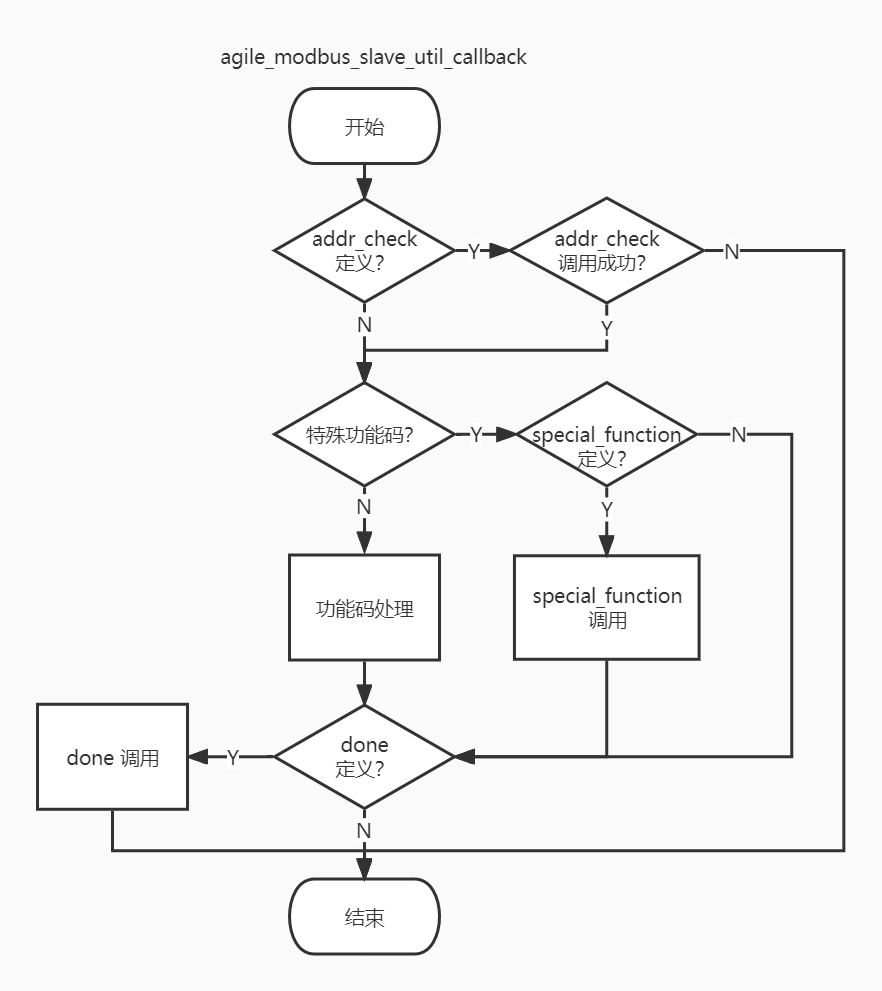 agile_modbus_slave_util_callback
开始
addr_check
定义?
Y
addr_check
调用成功?
N
N
Y
特殊功能码?
Y
special_function
定义?
N
N
Y
功能码处理
special_function
调用
done 调用
Y
done
定义?
N
结束